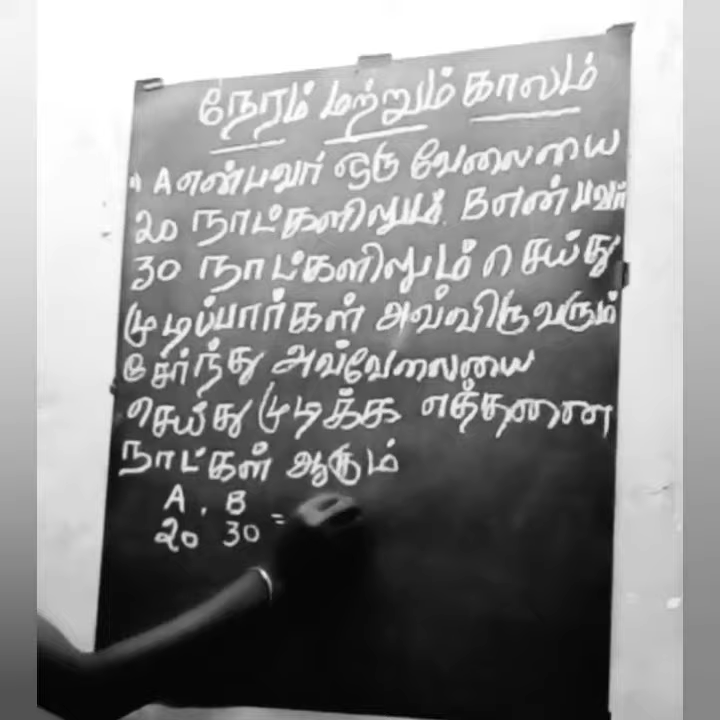 நேரம் மற்றும் காலம்
1) A என்பவர் ஒரு வேலையை
20 நாட்களிலும். B என்பவர்
30 நாட்களிலும் செய்து
முடிப்பார்கள் அவ்விருவரும்
சேர்ந்து அவ்வேலையை
செய்து முடிக்க எத்தனை
நாட்கள் ஆகும்
A , B
20 30 =